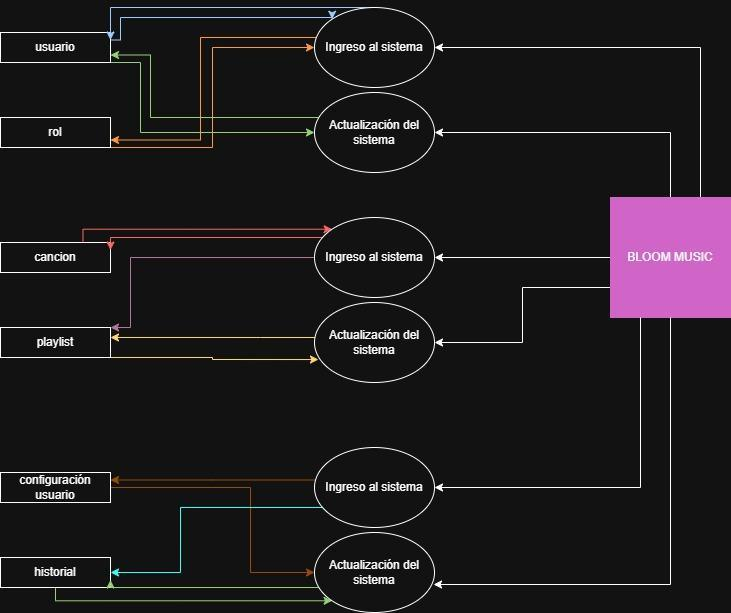 usuario
Ingreso al sistema
rol
Actualización del
sistema
cancion
Ingreso al sistema
BLOOM MUSIC
playlist
Actualización del
sistema
configuración
usuario
Ingreso al sistema
historial
Actualización del
sistema